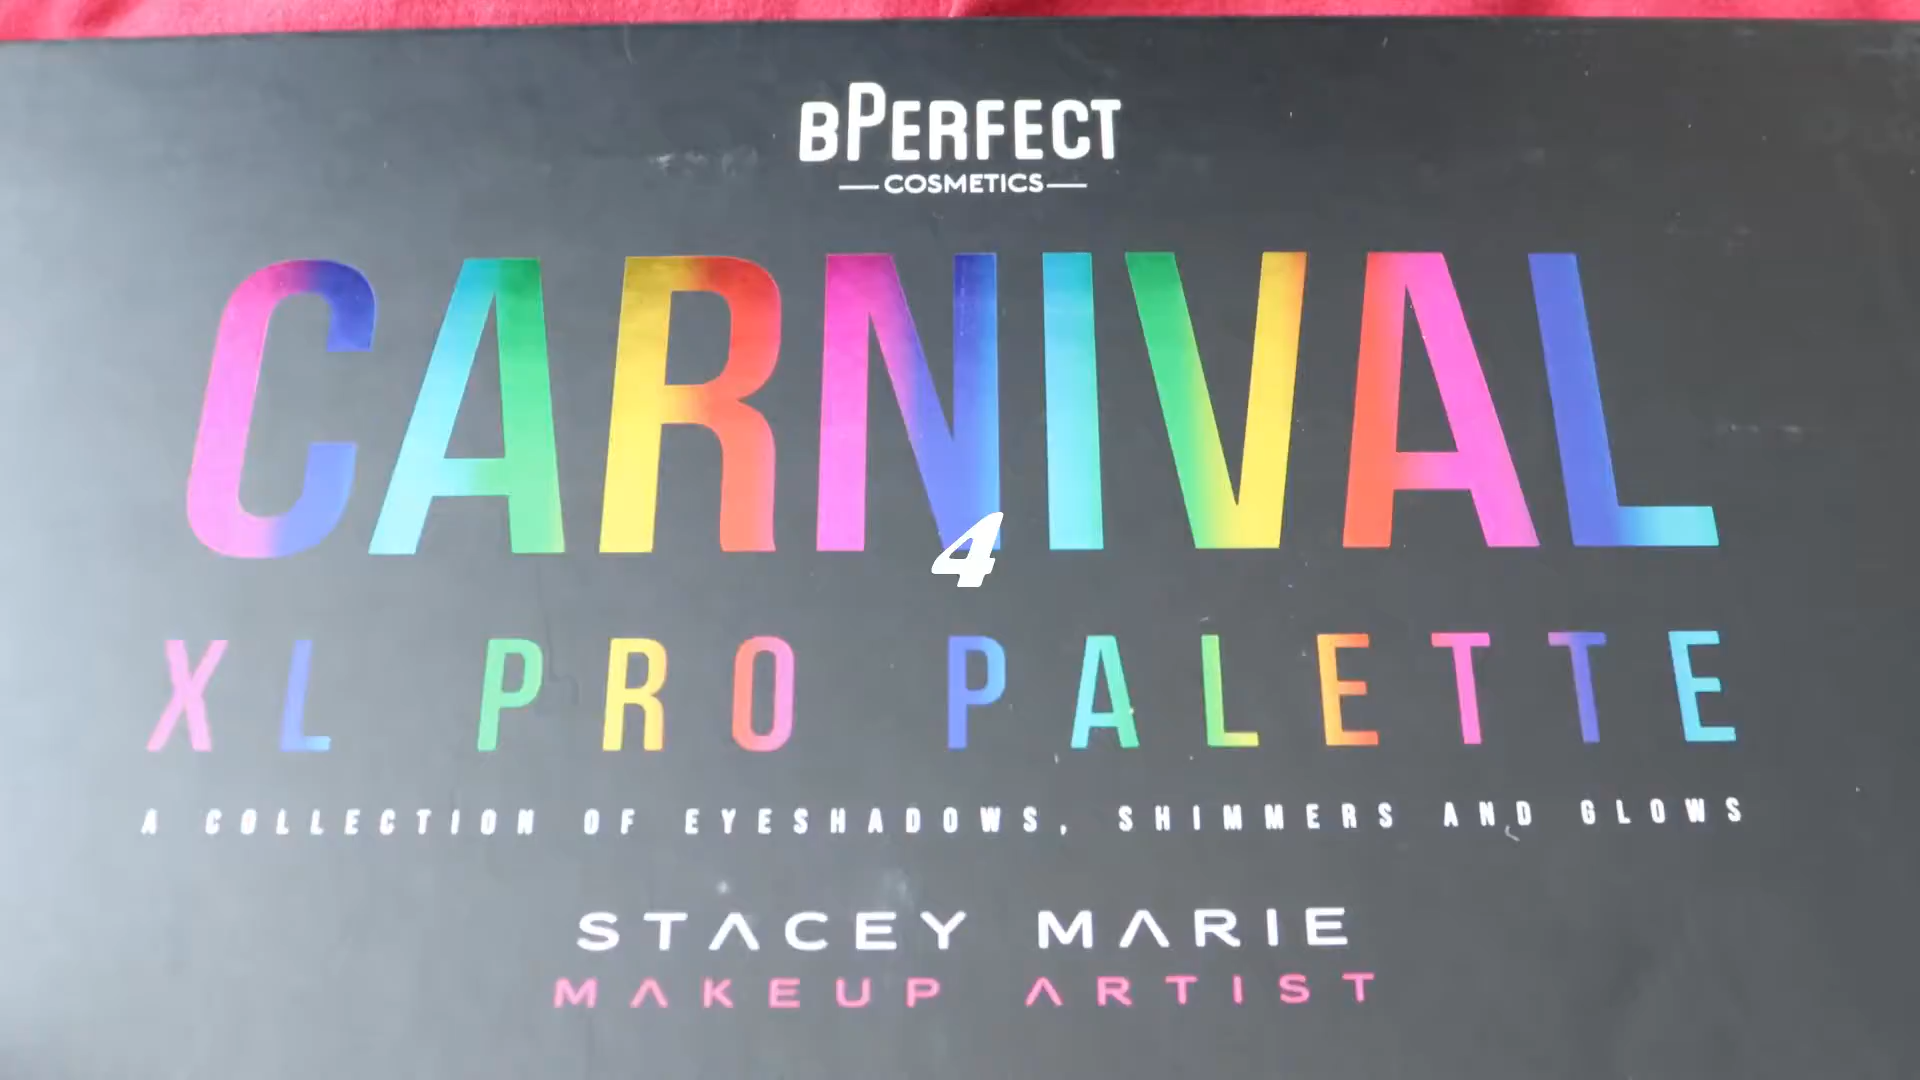 BPERFECT
COSMETICS
CARNIVAL
4
XL PRO PALETTE
A COLLECTION OF EYESHADOWS, SHIMMERS AND GLOWS
STACEY MARIE
MAKEUP ARTIST